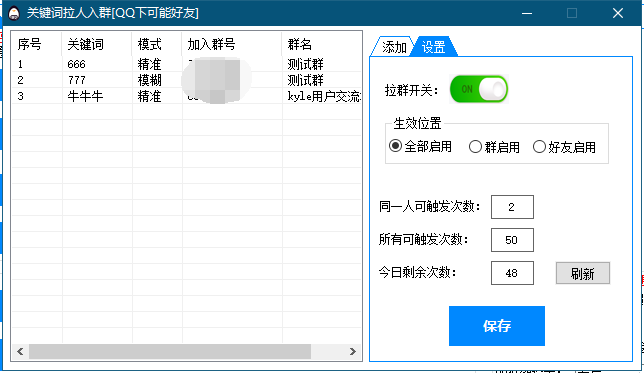 关键词拉人入群[QQ下可能好友]
序号 关键词 模式 加入群号 群名
1 666 精准 测试群
2 777 模糊 测试群
3 牛牛牛 精准 kyle用户交流
添加 设置
拉群开关： ON
生效位置
全部启用 群启用 好友启用
同一人可触发次数： 2
所有可触发次数： 50
今日剩余次数： 48 刷新
保存